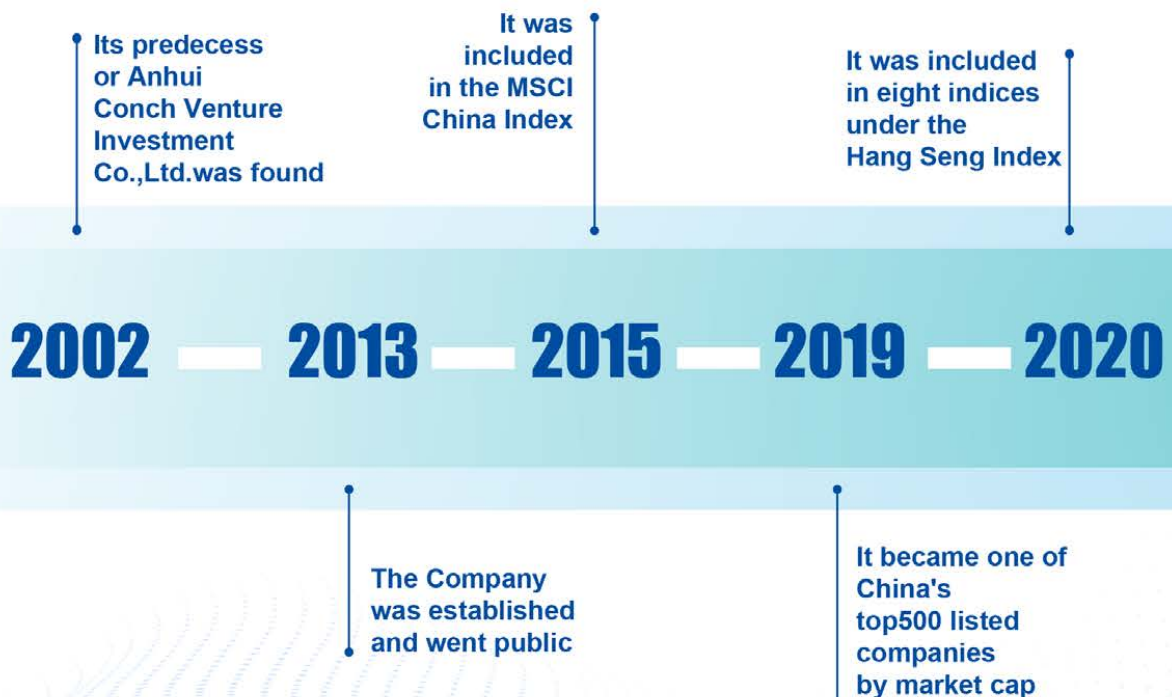 Its predecess
or Anhui
Conch Venture
Investment
Co.,Ltd.was found
It was
included
in the MSCI
China Index
It was included
in eight indices
under the
Hang Seng Index
2002
2013
2015
2019
2020
The Company
was established
and went public
It became one of
China's
top500 listed
companies
by market cap